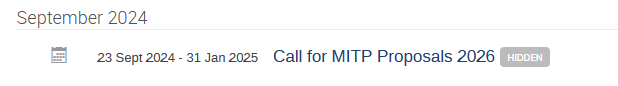 September 2024
23 Sept 2024 - 31 Jan 2025 Call for MITP Proposals 2026 HIDDEN